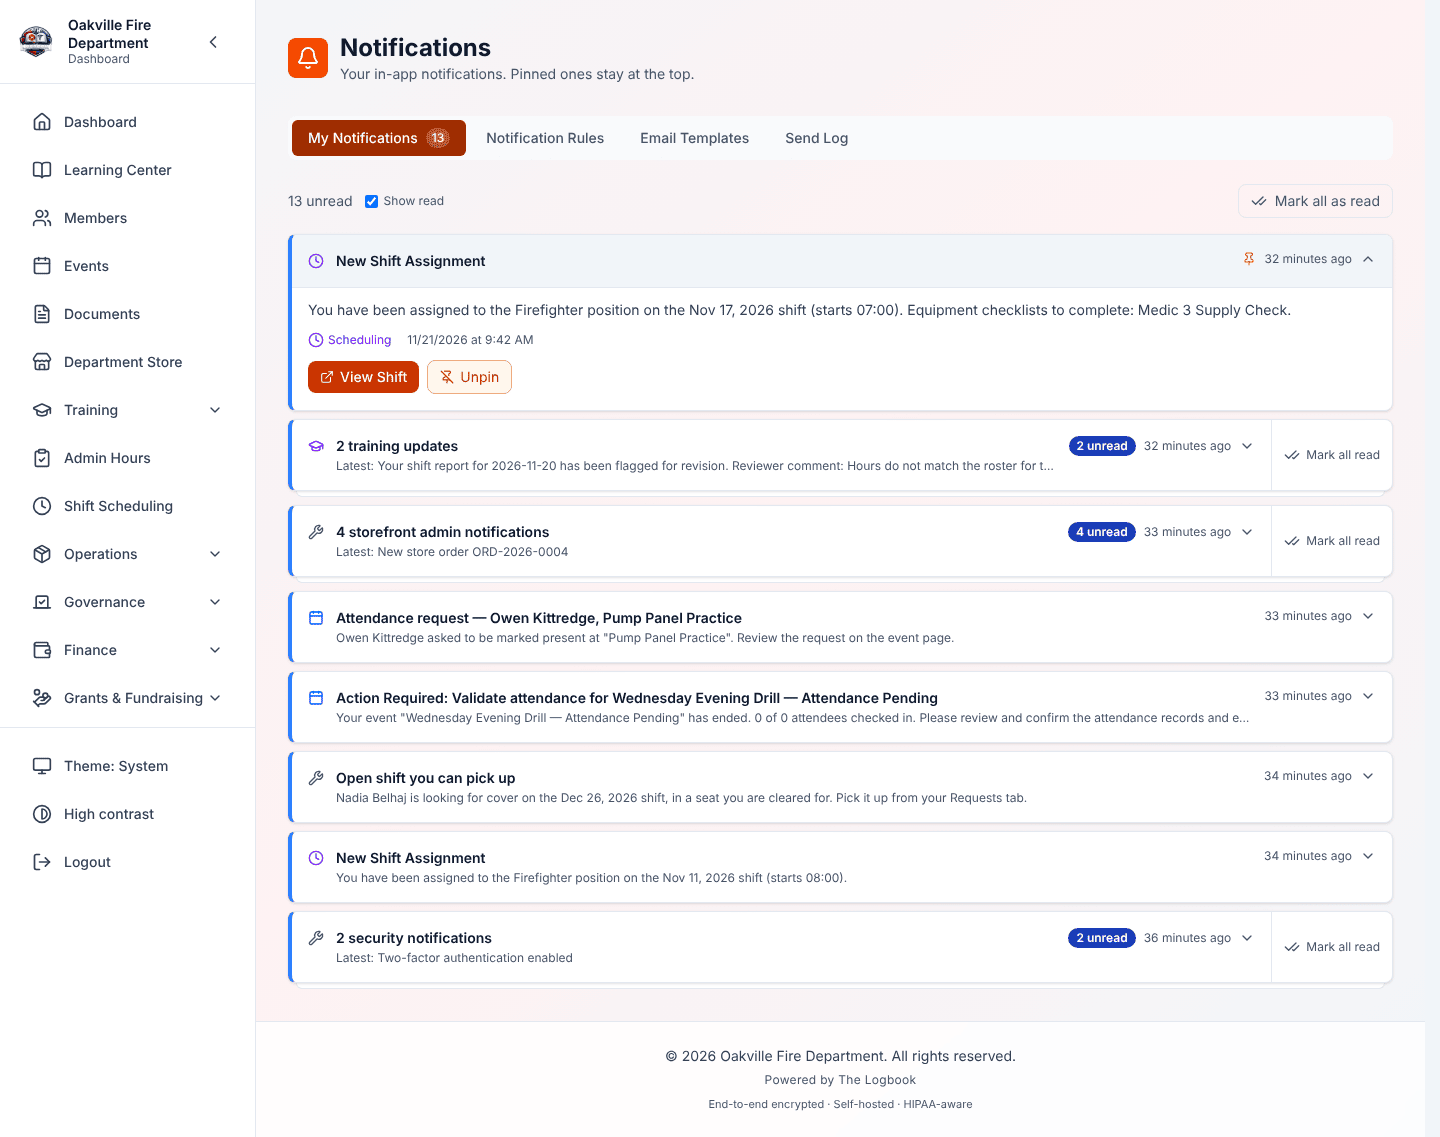 Oakville Fire
Department
Dashboard
Dashboard
Learning Center
Members
Events
Documents
Department Store
Training
Admin Hours
Shift Scheduling
Operations
Governance
Finance
Grants & Fundraising
Theme: System
High contrast
Logout
Notifications
Your in-app notifications. Pinned ones stay at the top.
My Notifications 13 Notification Rules Email Templates Send Log
13 unread Show read Mark all as read
New Shift Assignment 32 minutes ago
You have been assigned to the Firefighter position on the Nov 17, 2026 shift (starts 07:00). Equipment checklists to complete: Medic 3 Supply Check.
Scheduling 11/21/2026 at 9:42 AM
View Shift Unpin
2 training updates 2 unread 32 minutes ago Mark all read
Latest: Your shift report for 2026-11-20 has been flagged for revision. Reviewer comment: Hours do not match the roster for t...
4 storefront admin notifications 4 unread 33 minutes ago Mark all read
Latest: New store order ORD-2026-0004
Attendance request — Owen Kittredge, Pump Panel Practice 33 minutes ago
Owen Kittredge asked to be marked present at "Pump Panel Practice". Review the request on the event page.
Action Required: Validate attendance for Wednesday Evening Drill — Attendance Pending 33 minutes ago
Your event "Wednesday Evening Drill — Attendance Pending" has ended. 0 of 0 attendees checked in. Please review and confirm the attendance records and e...
Open shift you can pick up 34 minutes ago
Nadia Belhaj is looking for cover on the Dec 26, 2026 shift, in a seat you are cleared for. Pick it up from your Requests tab.
New Shift Assignment 34 minutes ago
You have been assigned to the Firefighter position on the Nov 11, 2026 shift (starts 08:00).
2 security notifications 2 unread 36 minutes ago Mark all read
Latest: Two-factor authentication enabled
© 2026 Oakville Fire Department. All rights reserved.
Powered by The Logbook
End-to-end encrypted · Self-hosted · HIPAA-aware